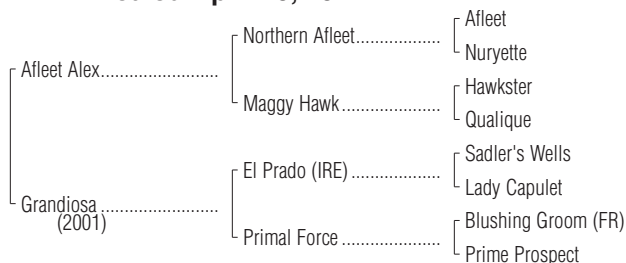 Afleet
Northern Afleet....................
Nuryette
Afleet Alex............................
Hawkster
Maggy Hawk.......................
Qualique
Sadler's Wells
El Prado (IRE) ....................
Lady Capulet
Grandiosa ............................
(2001)
Blushing Groom (FR)
Primal Force ......................
Prime Prospect